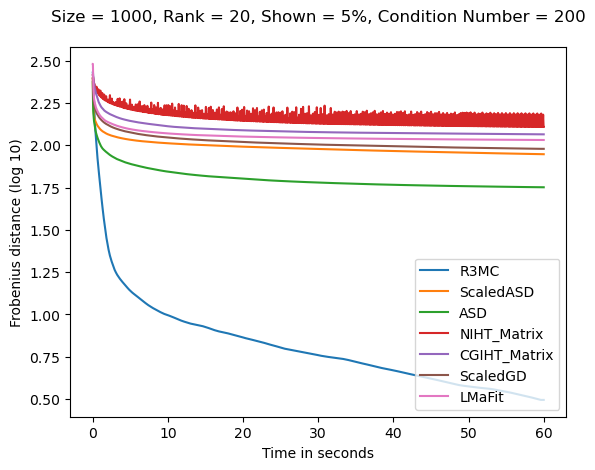 Size = 1000, Rank = 20, Shown = 5%, Condition Number = 200
2.50
2.25
2.00
1.75
1.50
1.25
1.00
0.75
0.50
Frobenius distance (log 10)
R3MC
ScaledASD
ASD
NIHT_Matrix
CGIHT_Matrix
ScaledGD
LMaFit
0 10 20 30 40 50 60
Time in seconds